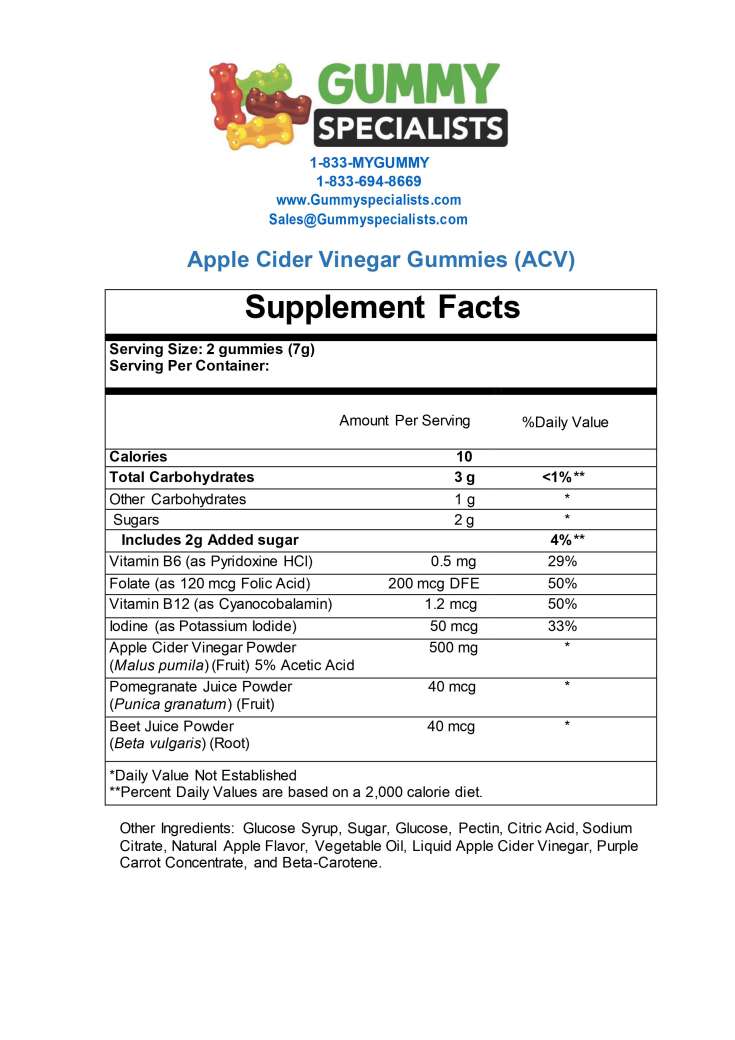 GUMMY
SPECIALISTS
1-833-MYGUMMY
1-833-694-8669
www.Gummyspecialists.com
Sales@Gummyspecialists.com
Apple Cider Vinegar Gummies (ACV)
Supplement Facts
Serving Size: 2 gummies (7g)
Serving Per Container:
Amount Per Serving %Daily Value
Calories 10
Total Carbohydrates 3 g <1%**
Other Carbohydrates 1 g *
Sugars 2 g *
Includes 2g Added sugar 4%**
Vitamin B6 (as Pyridoxine HCl) 0.5 mg 29%
Folate (as 120 mcg Folic Acid) 200 mcg DFE 50%
Vitamin B12 (as Cyanocobalamin) 1.2 mcg 50%
Iodine (as Potassium Iodide) 50 mcg 33%
Apple Cider Vinegar Powder 500 mg *
(Malus pumila) (Fruit) 5% Acetic Acid
Pomegranate Juice Powder 40 mcg *
(Punica granatum) (Fruit)
Beet Juice Powder 40 mcg *
(Beta vulgaris) (Root)
*Daily Value Not Established
**Percent Daily Values are based on a 2,000 calorie diet.
Other Ingredients: Glucose Syrup, Sugar, Glucose, Pectin, Citric Acid, Sodium
Citrate, Natural Apple Flavor, Vegetable Oil, Liquid Apple Cider Vinegar, Purple
Carrot Concentrate, and Beta-Carotene.